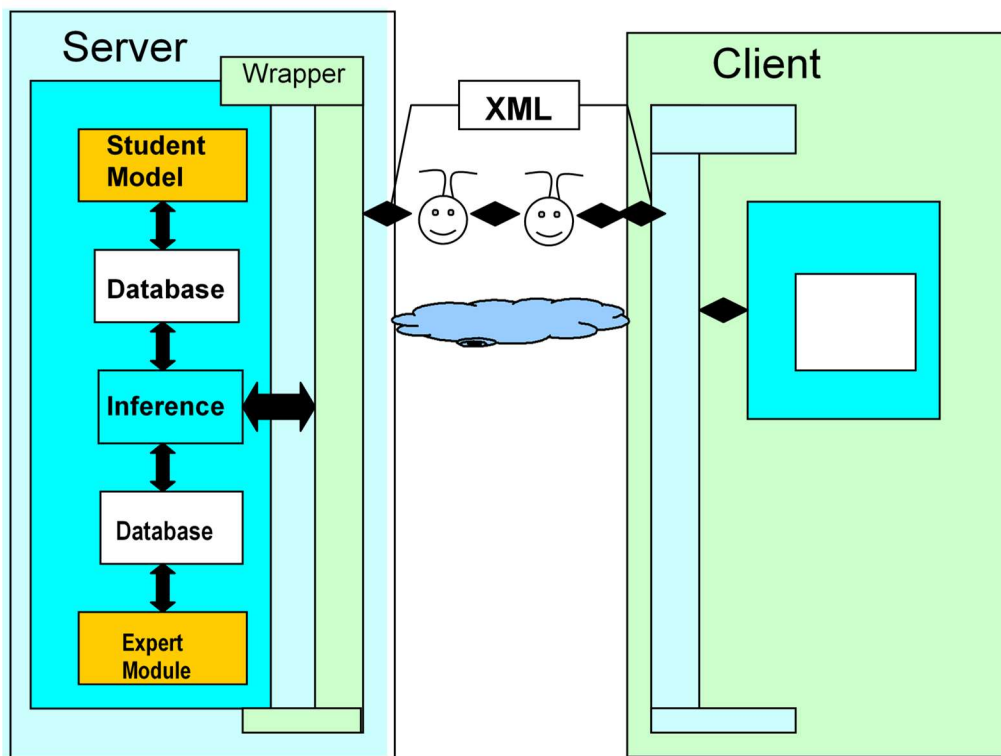 Server
Wrapper
Client
XML
Student
Model
Database
Inference
Database
Expert
Module